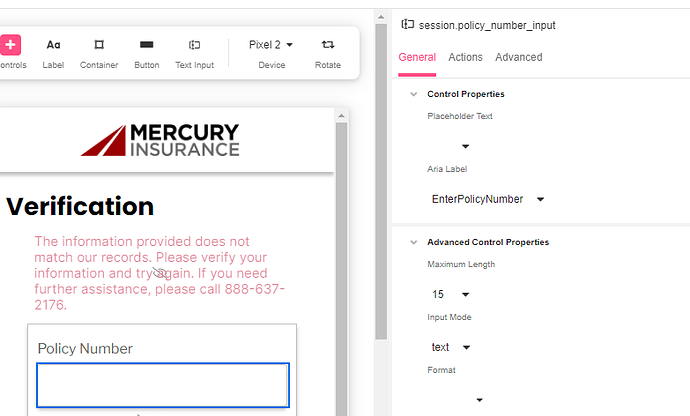 session.policy_number_input
Aa
ontrols
Label
Container
Button
Text Input
Pixel 2
Device
Rotate
General
Actions
Advanced
Control Properties
Placeholder Text
Aria Label
EnterPolicyNumber
Advanced Control Properties
Maximum Length
15
Input Mode
text
Format
MERCURY
INSURANCE
Verification
The information provided does not
match our records. Please verify your
information and try again. If you need
further assistance, please call 888-637-
2176.
Policy Number